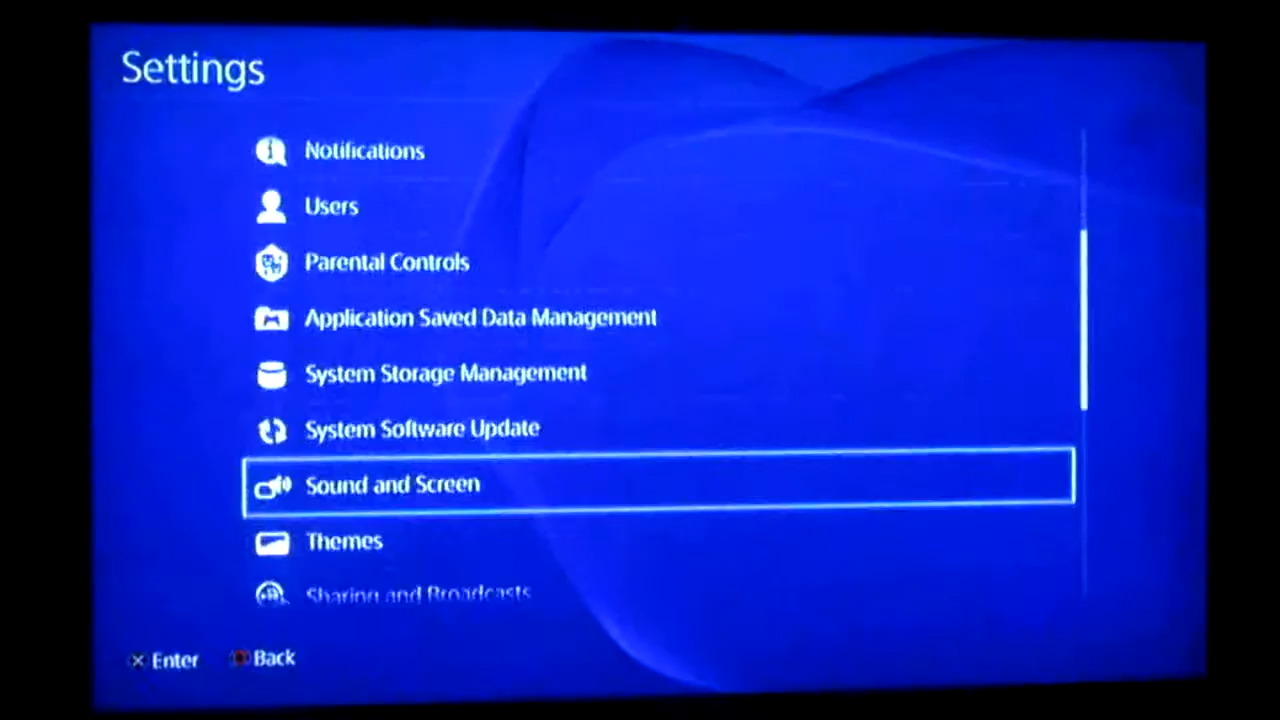 Settings
Notifications
Users
Parental Controls
Application Saved Data Management
System Storage Management
System Software Update
Sound and Screen
Themes
Sharing and Broadcasts
Enter Back